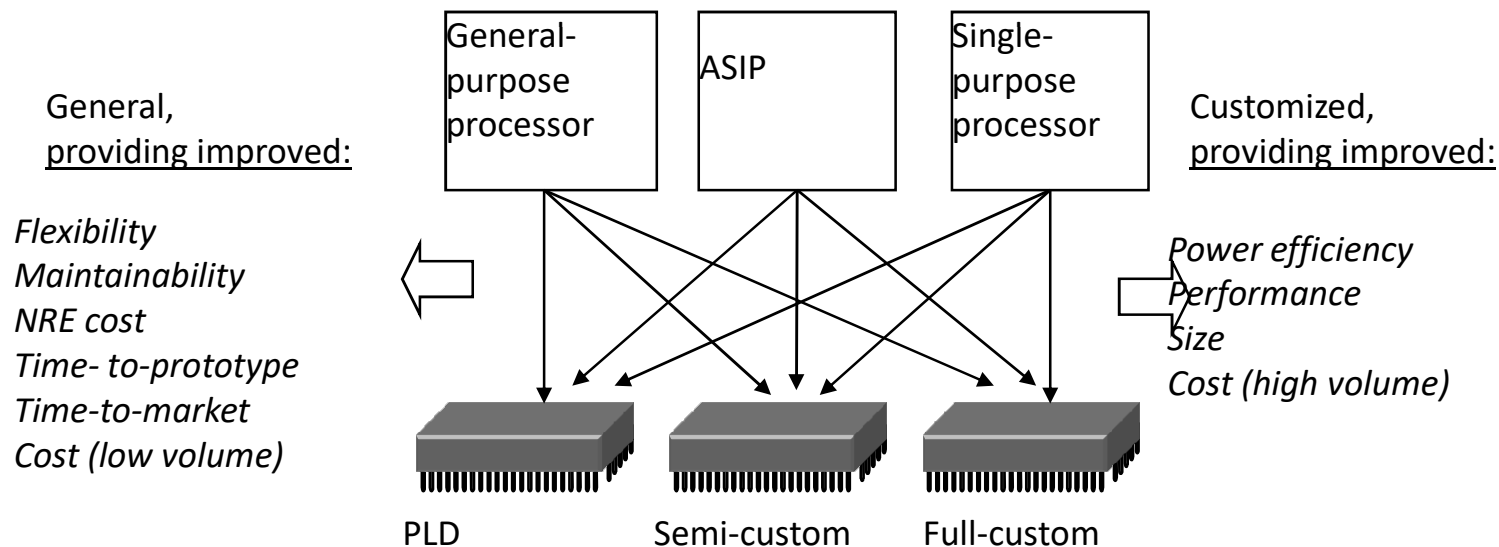 General-
purpose
processor
ASIP
Single-
purpose
processor
General,
providing improved:
Customized,
providing improved:
Flexibility
Maintainability
NRE cost
Time- to-prototype
Time-to-market
Cost (low volume)
Power efficiency
Performance
Size
Cost (high volume)
PLD
Semi-custom
Full-custom